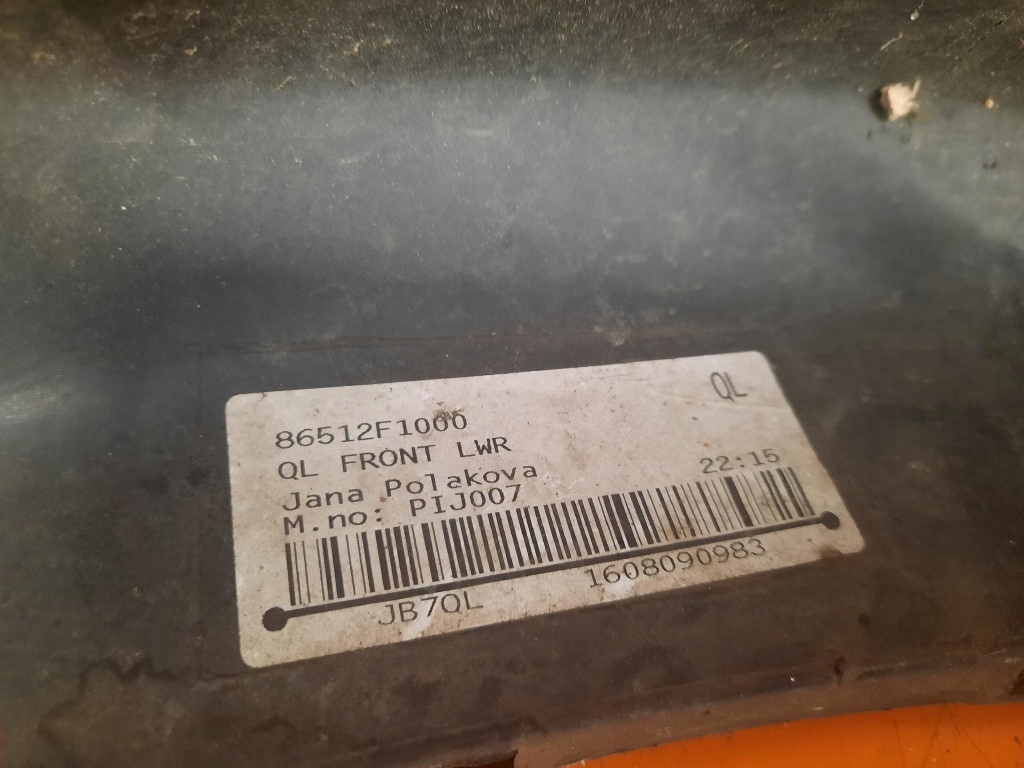 QL
86512F1000
QL FRONT LWR
Jana Polakova
22:15
M.no: PIJ007
JB7QL
1608090983